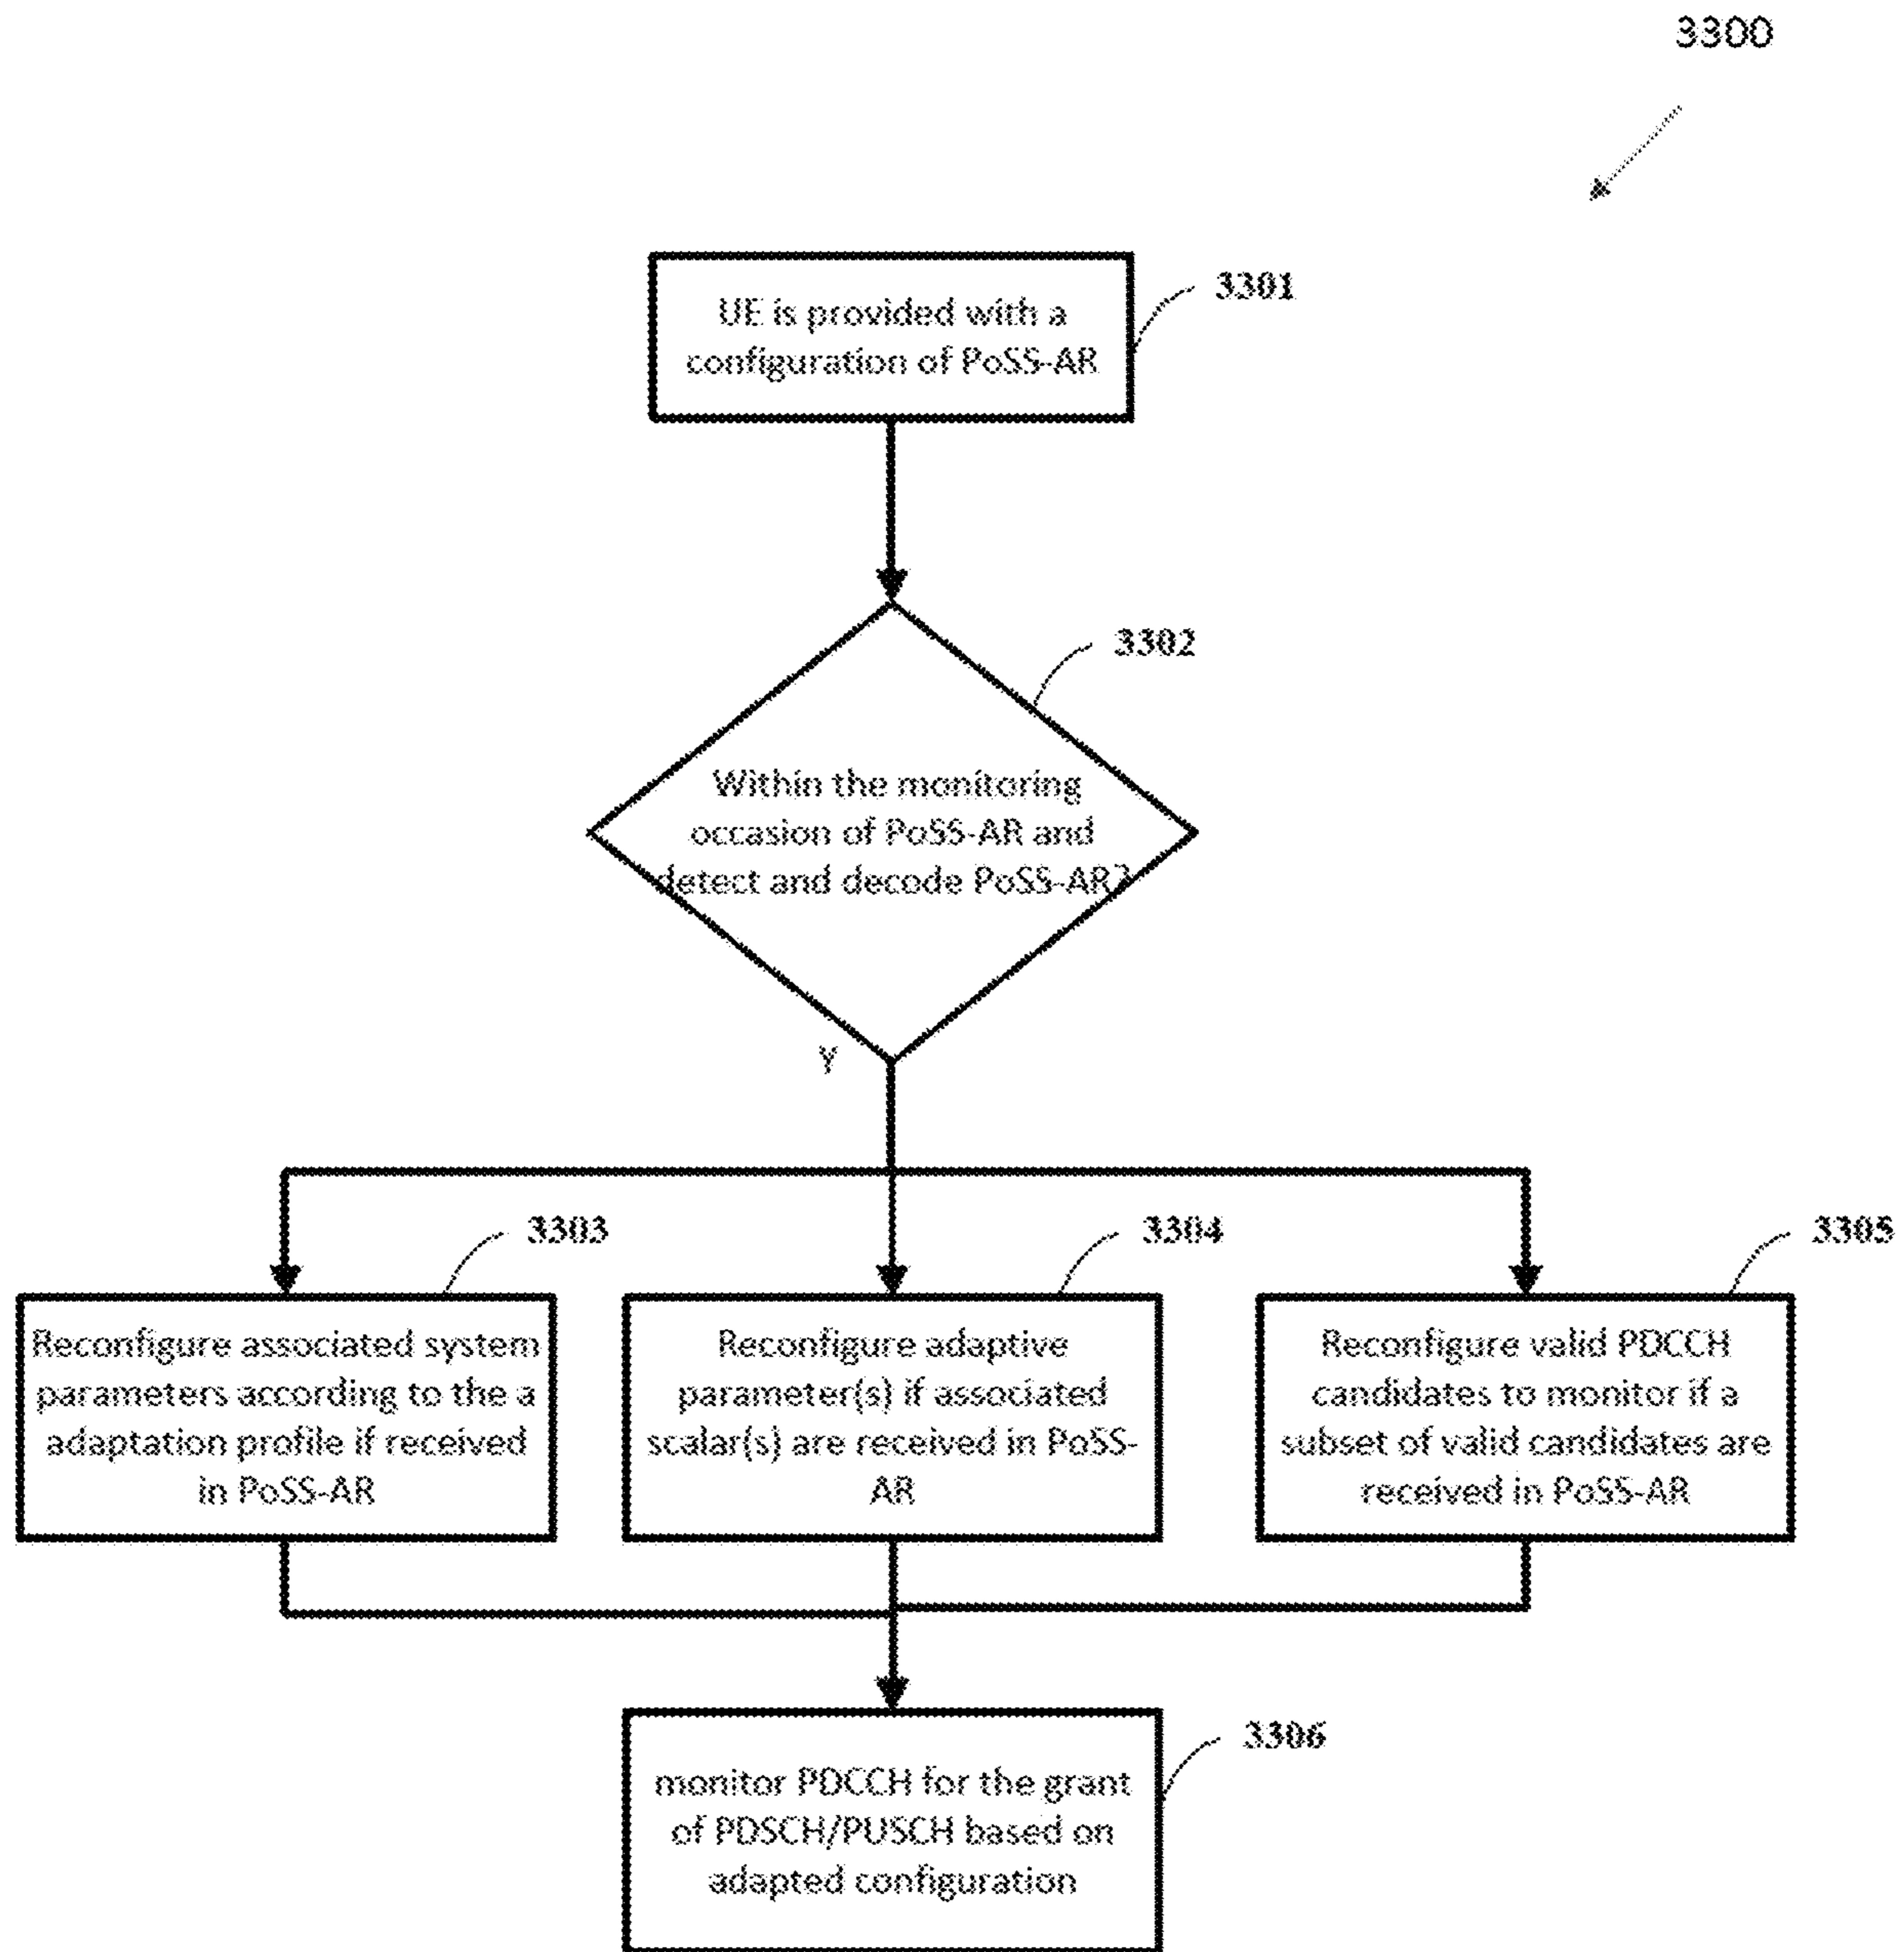 3300
UE is provided with a
configuration of PoSS-AR
3301
3302
Within the monitoring
occasion of PoSS-AR and
detect and decode PoSS-AR?
y
3303
3304
3305
Reconfigure associated system
parameters according to the a
adaptation profile if received
in PoSS-AR
Reconfigure adaptive
parameter(s) if associated
scalar(s) are received in PoSS-
AR
Reconfigure valid PDCCH
candidates to monitor if a
subset of valid candidates are
received in PoSS-AR
3306
monitor PDCCH for the grant
of PDSCH/PUSCH based on
adapted configuration